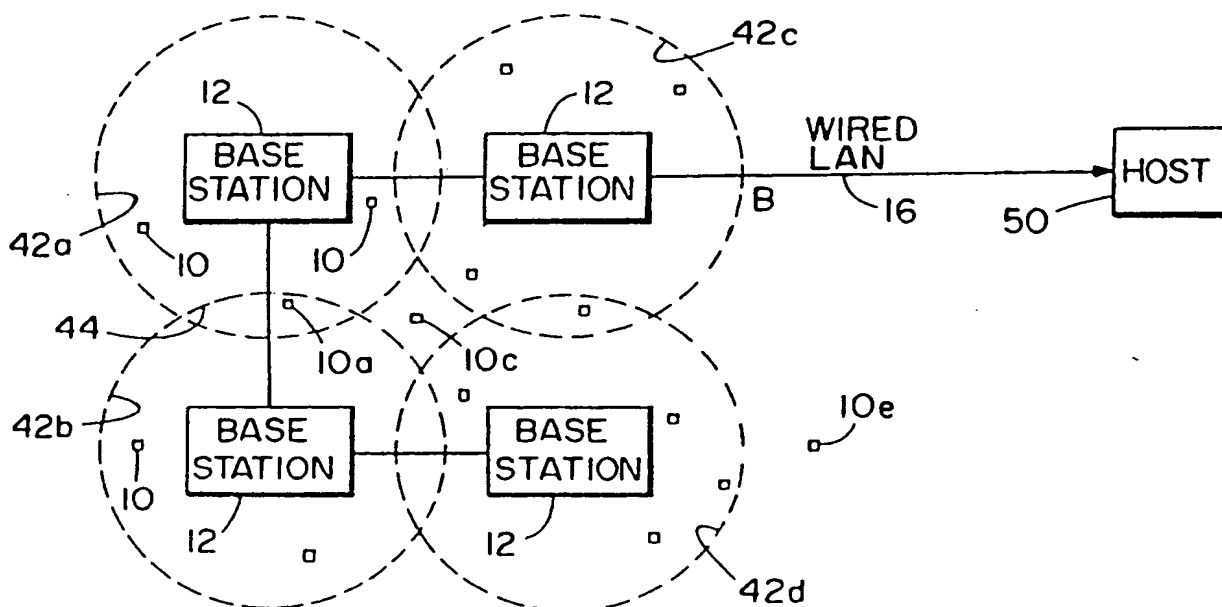 42c
12
12
BASE
STATION
BASE
STATION
WIRED
LAN
HOST
B
16
50
42a
10
10
44
10a
10c
42b
BASE
STATION
BASE
STATION
10e
10
12
12
42d